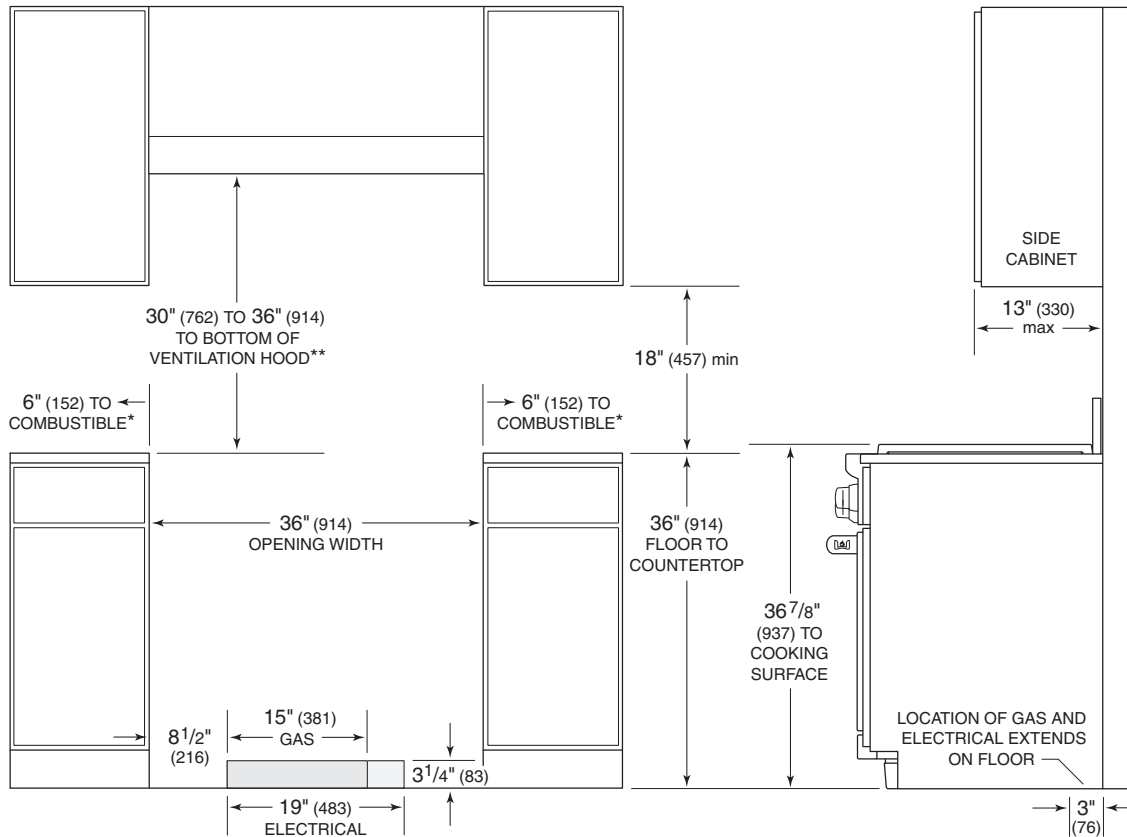 SIDE
CABINET
13" (330)
max
30" (762) TO 36" (914)
TO BOTTOM OF
VENTILATION HOOD**
18" (457) min
6" (152) TO
COMBUSTIBLE*
6" (152) TO
COMBUSTIBLE*
36" (914)
OPENING WIDTH
36" (914)
FLOOR TO
COUNTERTOP
36 7/8"
(937) TO
COOKING
SURFACE
15" (381)
GAS
8 1/2"
(216)
3 1/4" (83)
19" (483)
ELECTRICAL
LOCATION OF GAS AND
ELECTRICAL EXTENDS
ON FLOOR
3"
(76)